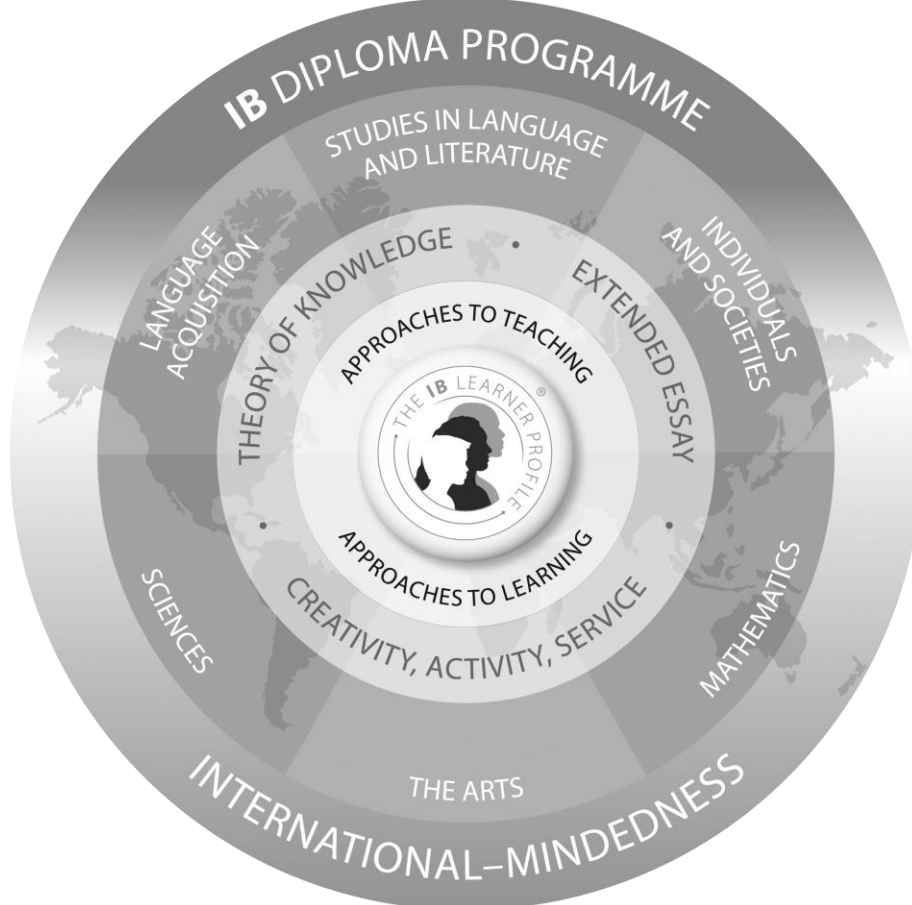 IB DIPLOMA PROGRAMME
STUDIES IN LANGUAGE
AND LITERATURE
LANGUAGE
ACQUISITION
INDIVIDUALS
AND SOCIETIES
THEORY OF KNOWLEDGE
EXTENDED ESSAY
APPROACHES TO TEACHING
THE IB LEARNER PROFILE ®
APPROACHES TO LEARNING
CREATIVITY, ACTIVITY, SERVICE
SCIENCES
MATHEMATICS
THE ARTS
INTERNATIONAL–MINDEDNESS